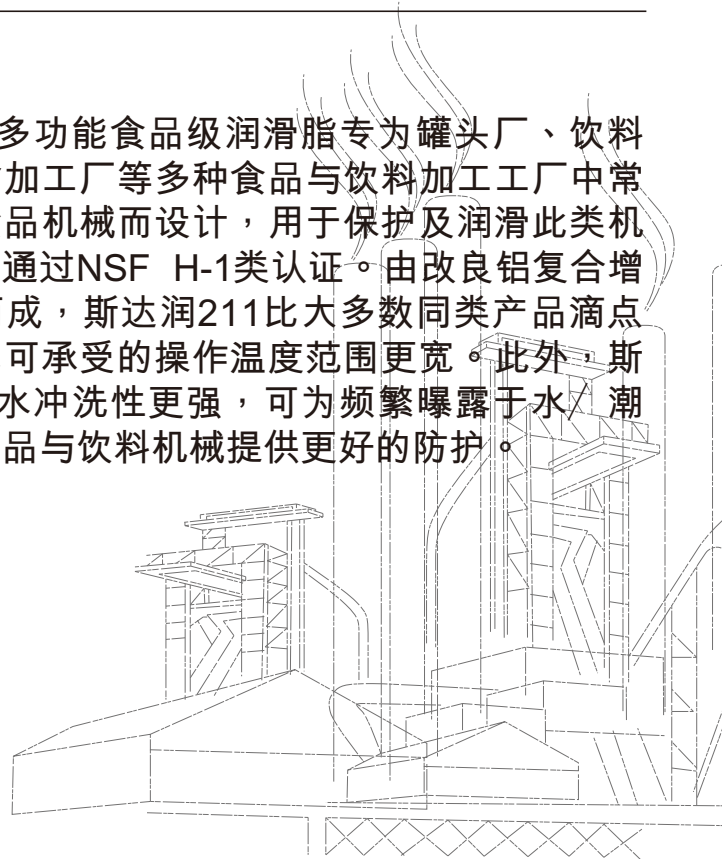 多功能食品级润滑脂专为罐头厂、饮料
加工厂等多种食品与饮料加工工厂中常
品机械而设计，用于保护及润滑此类机
通过NSF H-1类认证。由改良铝复合增
而成，斯达润211比大多数同类产品滴点
可承受的操作温度范围更宽。此外，斯
水冲洗性更强，可为频繁曝露于水/ 潮
品与饮料机械提供更好的防护。